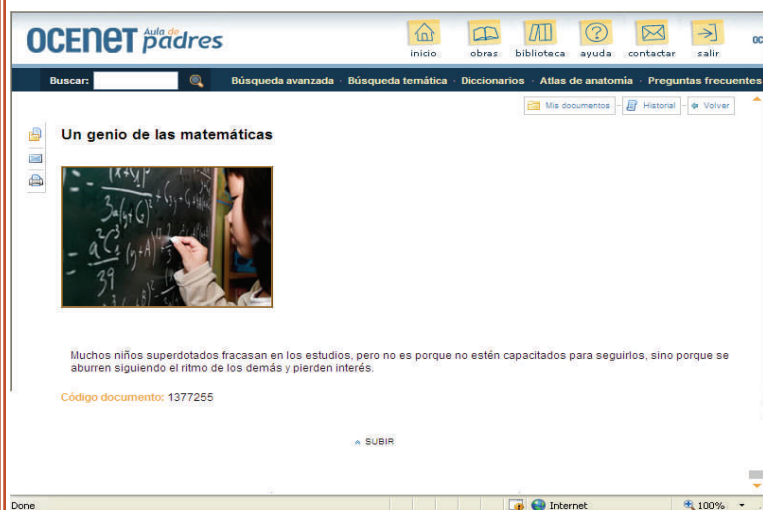 OCENET Aula de padres
inicio obras biblioteca ayuda contactar salir oc
Buscar: Búsqueda avanzada · Búsqueda temática · Diccionarios · Atlas de anatomía · Preguntas frecuentes
Mis documentos - Historial - Volver
Un genio de las matemáticas
Muchos niños superdotados fracasan en los estudios, pero no es porque no estén capacitados para seguirlos, sino porque se
aburren siguiendo el ritmo de los demás y pierden interés.
Código documento: 1377255
SUBIR
Done Internet 100%